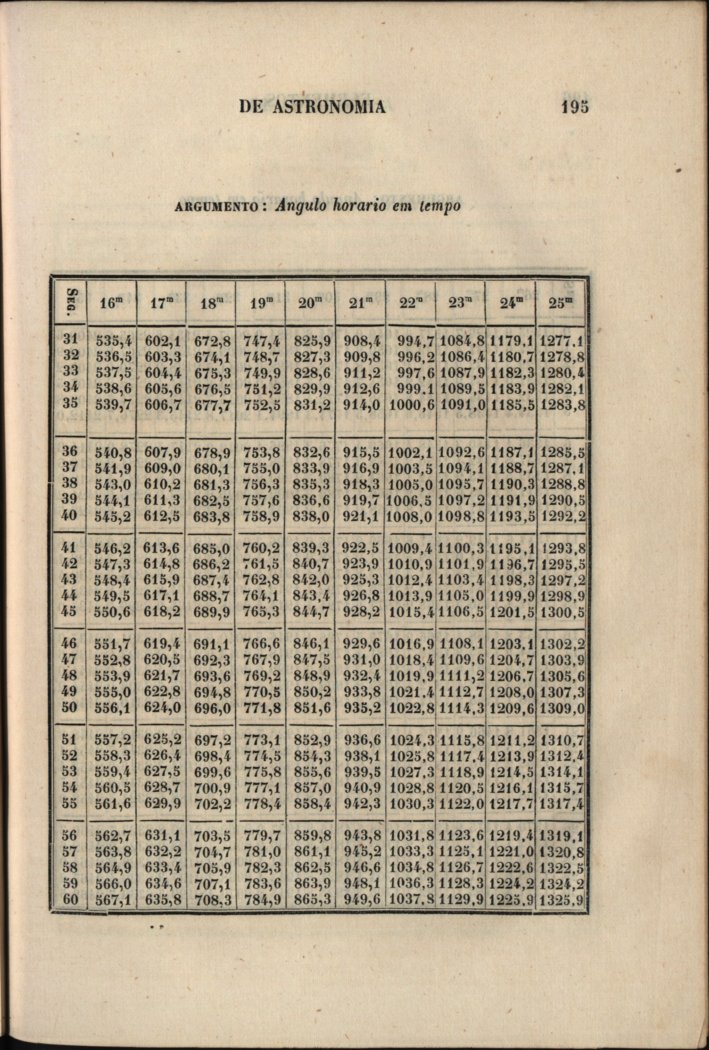 DE ASTRONOMIA 195
ARGUMENTO : Angulo horario em tempo
SEG. 16m 17m 18m 19m 20m 21m 22m 23m 24m 25m
31 535,4 602,1 672,8 747,4 825,9 908,4 994,7 1084,8 1179,1 1277.1
32 536,5 603,3 674,1 748,7 827,3 909,8 996,2 1086,4 1180,7 1278,8
33 537,5 604,4 675,3 749,9 828,6 911,2 997,6 1087,9 1182,3 1280,4
34 538,6 605,6 676,5 751,2 829,9 912,6 999.1 1089,5 1183,9 1282,1
35 539,7 606,7 677,7 752,5 831,2 914,0 1000,6 1091,0 1185,5 1283,8
36 540,8 607,9 678,9 753,8 832,6 915,5 1002,1 1092,6 1187,1 1285,5
37 541,9 609,0 680,1 755,0 833,9 916,9 1003,5 1094,1 1188,7 1287,1
38 543,0 610,2 681,3 756,3 835,3 918,3 1005,0 1095,7 1190,3 1288,8
39 544,1 611,3 682,5 757,6 836,6 919,7 1006,5 1097,2 1191,9 1290,5
40 545,2 612,5 683,8 758,9 838,0 921,1 1008,0 1098,8 1193,5 1292,2
41 546,2 613,6 685,0 760,2 839,3 922,5 1009,4 1100,3 1195,1 1293,8
42 547,3 614,8 686,2 761,5 840,7 923,9 1010,9 1101,9 1196,7 1295,5
43 548,4 615,9 687,4 762,8 842,0 925,3 1012,4 1103,4 1198,3 1297,2
44 549,5 617,1 688,7 764,1 843,4 926,8 1013,9 1105,0 1199,9 1298,9
45 550,6 618,2 689,9 765,3 844,7 928,2 1015,4 1106,5 1201,5 1300,5
46 551,7 619,4 691,1 766,6 846,1 929,6 1016,9 1108,1 1203,1 1302,2
47 552,8 620,5 692,3 767,9 847,5 931,0 1018,4 1109,6 1204,7 1303,9
48 553,9 621,7 693,6 769,2 848,9 932,4 1019,9 1111,2 1206,7 1305,6
49 555,0 622,8 694,8 770,5 850,2 933,8 1021,4 1112,7 1208,0 1307,3
50 556,1 624,0 696,0 771,8 851,6 935,2 1022,8 1114,3 1209,6 1309,0
51 557,2 625,2 697,2 773,1 852,9 936,6 1024,3 1115,8 1211,2 1310,7
52 558,3 626,4 698,4 774,5 854,3 938,1 1025,8 1117,4 1213,9 1312,4
53 559,4 627,5 699,6 775,8 855,6 939,5 1027,3 1118,9 1214,5 1314,1
54 560,5 628,7 700,9 777,1 857,0 940,9 1028,8 1120,5 1216,1 1315,7
55 561,6 629,9 702,2 778,4 858,4 942,3 1030,3 1122,0 1217,7 1317,4
56 562,7 631,1 703,5 779,7 859,8 943,8 1031,8 1123,6 1219,4 1319,1
57 563,8 632,2 704,7 781,0 861,1 945,2 1033,3 1125,1 1221,0 1320,8
58 564,9 633,4 705,9 782,3 862,5 946,6 1034,8 1126,7 1222,6 1322,5
59 566,0 634,6 707,1 783,6 863,9 948,1 1036,3 1128,3 1224,2 1324,2
60 567,1 635,8 708,3 784,9 865,3 949,6 1037,8 1129,9 1225,9 1325,9